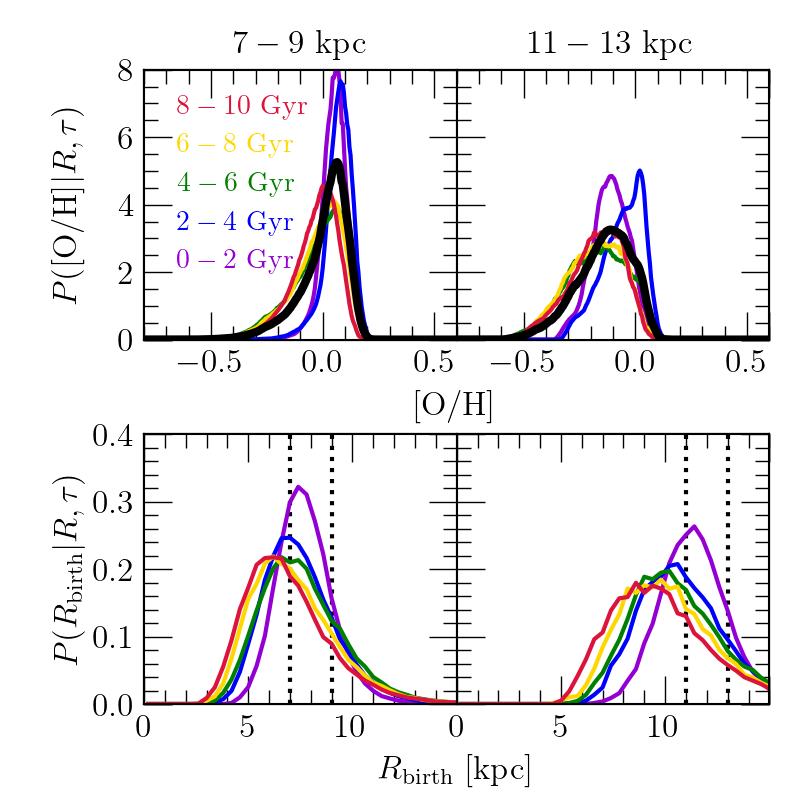 7 − 9 kpc 11 − 13 kpc
P([O/H]|R, τ)
8
6
4
2
0
8 − 10 Gyr
6 − 8 Gyr
4 − 6 Gyr
2 − 4 Gyr
0 − 2 Gyr
−0.5 0.0 0.5 −0.5 0.0 0.5
[O/H]
P(R_birth|R, τ)
0.4
0.3
0.2
0.1
0.0
0 5 10 0 5 10
R_birth [kpc]